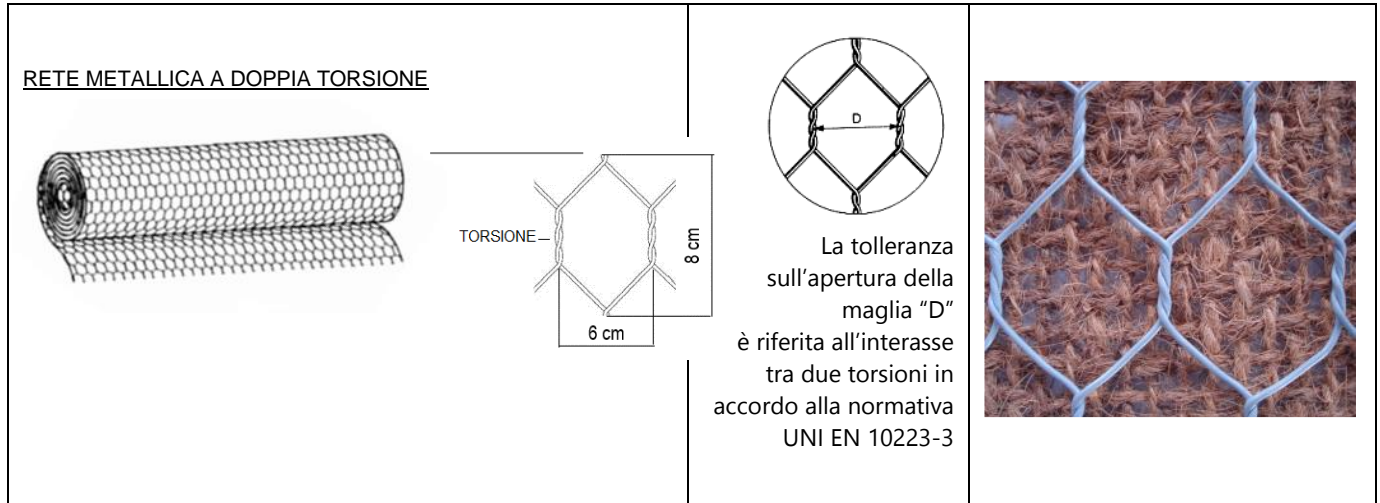 RETE METALLICA A DOPPIA TORSIONE
TORSIONE
8 cm
6 cm
D
La tolleranza
sull'apertura della
maglia "D"
è riferita all'interasse
tra due torsioni in
accordo alla normativa
UNI EN 10223-3